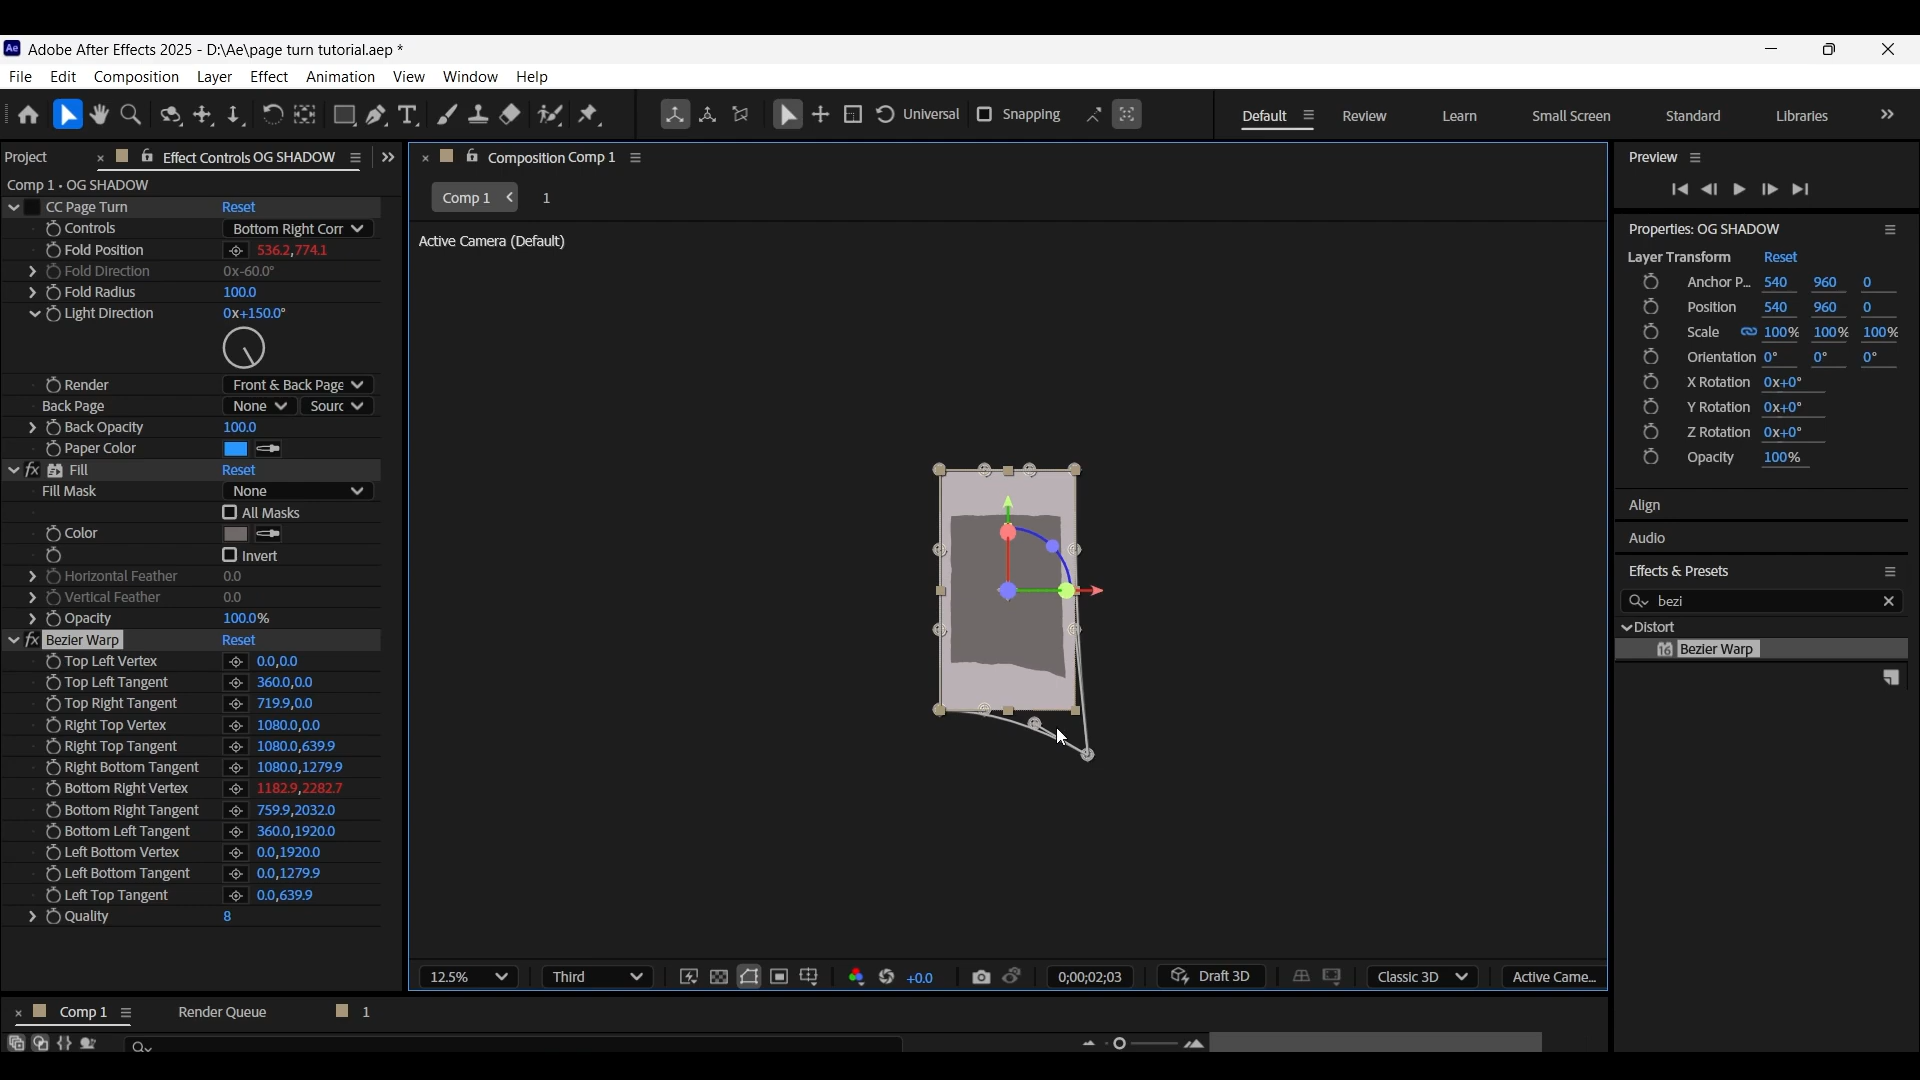 Ae Adobe After Effects 2025 - D:\Ae\page turn tutorial.aep *
File Edit Composition Layer Effect Animation View Window Help
Universal Snapping Default Review Learn Small Screen Standard Libraries
Project Effect Controls OG SHADOW
Comp 1 • OG SHADOW
CC Page Turn Reset
Controls Bottom Right Corr
Fold Position 536.2,774.1
Fold Direction 0x-60.0°
Fold Radius 100.0
Light Direction 0x+150.0°
Render Front & Back Page
Back Page None Sourc
Back Opacity 100.0
Paper Color
fx Fill Reset
Fill Mask None
All Masks
Color
Invert
Horizontal Feather 0.0
Vertical Feather 0.0
Opacity 100.0%
fx Bezier Warp Reset
Top Left Vertex 0.0,0.0
Top Left Tangent 360.0,0.0
Top Right Tangent 719.9,0.0
Right Top Vertex 1080.0,0.0
Right Top Tangent 1080.0,639.9
Right Bottom Tangent 1080.0,1279.9
Bottom Right Vertex 1182.9,2282.7
Bottom Right Tangent 759.9,2032.0
Bottom Left Tangent 360.0,1920.0
Left Bottom Vertex 0.0,1920.0
Left Bottom Tangent 0.0,1279.9
Left Top Tangent 0.0,639.9
Quality 8
Composition Comp 1
Comp 1 1
Active Camera (Default)
12.5% Third +0.0 0;00;02;03 Draft 3D Classic 3D Active Came...
Preview
Properties: OG SHADOW
Layer Transform Reset
Anchor P... 540 960 0
Position 540 960 0
Scale 100% 100% 100%
Orientation 0° 0° 0°
X Rotation 0x+0°
Y Rotation 0x+0°
Z Rotation 0x+0°
Opacity 100%
Align
Audio
Effects & Presets
bezi
Distort
16 Bezier Warp
Comp 1 Render Queue 1